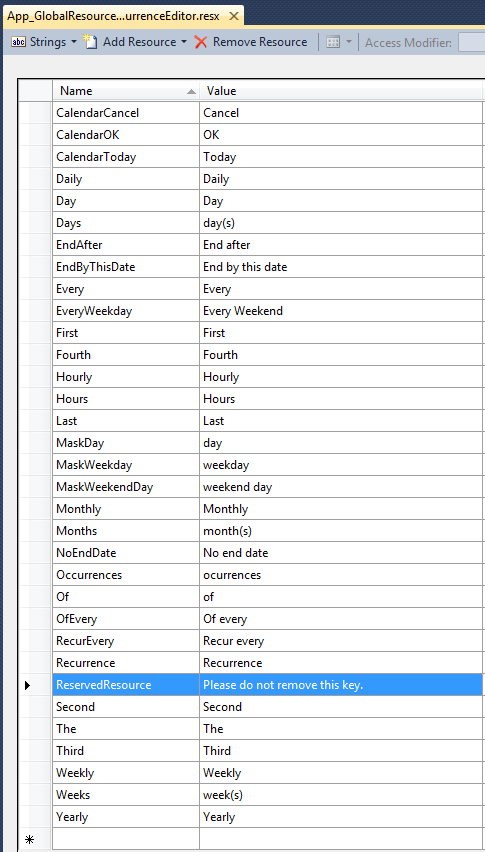 App_GlobalResource...urrenceEditor.resx
abc Strings Add Resource Remove Resource Access Modifier:
Name Value
CalendarCancel Cancel
CalendarOK OK
CalendarToday Today
Daily Daily
Day Day
Days day(s)
EndAfter End after
EndByThisDate End by this date
Every Every
EveryWeekday Every Weekend
First First
Fourth Fourth
Hourly Hourly
Hours Hours
Last Last
MaskDay day
MaskWeekday weekday
MaskWeekendDay weekend day
Monthly Monthly
Months month(s)
NoEndDate No end date
Occurrences ocurrences
Of of
OfEvery Of every
RecurEvery Recur every
Recurrence Recurrence
ReservedResource Please do not remove this key.
Second Second
The The
Third Third
Weekly Weekly
Weeks week(s)
Yearly Yearly